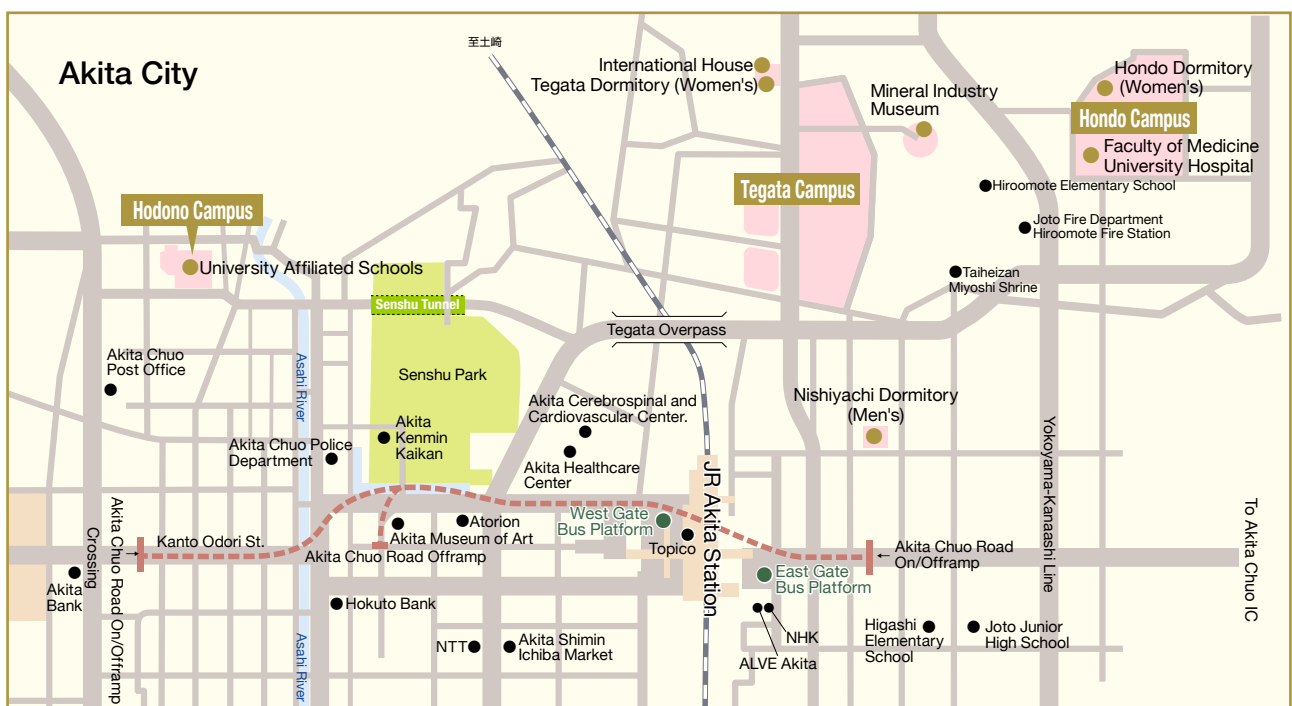 至土崎
Akita City
International House
Tegata Dormitory (Women's)
Mineral Industry
Museum
Hondo Dormitory
(Women's)
Hondo Campus
Faculty of Medicine
University Hospital
Tegata Campus
Hiroomote Elementary School
Hodono Campus
Joto Fire Department
Hiroomote Fire Station
University Affiliated Schools
Taiheizan
Miyoshi Shrine
Senshu Tunnel
Tegata Overpass
Akita Chuo
Post Office
Asahi River
Senshu Park
Nishiyachi Dormitory
(Men's)
Akita Cerebrospinal and
Cardiovascular Center.
Akita
Kenmin
Kaikan
Akita Chuo Police
Department
Akita Healthcare
Center
Yokoyama-Kanaashi Line
JR Akita Station
West Gate
Bus Platform
Atorion
Akita Museum of Art
Kanto Odori St.
Akita Chuo Road Offramp
Topico
Akita Chuo Road
On/Offramp
To Akita Chuo IC
Crossing
Akita Chuo Road On/Offramp
Akita
Bank
East Gate
Bus Platform
Hokuto Bank
NTT
Akita Shimin
Ichiba Market
NHK
ALVE Akita
Higashi
Elementary
School
Joto Junior
High School
Asahi River